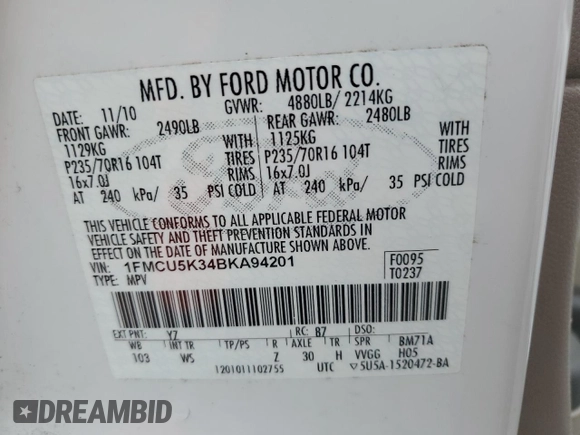 MFD. BY FORD MOTOR CO.
DATE: 11/10 GVWR: 4880LB/ 2214KG
FRONT GAWR: 2490LB REAR GAWR: 2480LB
1129KG WITH 1125KG WITH
P235/70R16 104T TIRES P235/70R16 104T TIRES
16x7.0J RIMS 16x7.0J RIMS
AT 240 kPa/ 35 PSI COLD AT 240 kPa/ 35 PSI COLD
THIS VEHICLE CONFORMS TO ALL APPLICABLE FEDERAL MOTOR
VEHICLE SAFETY AND THEFT PREVENTION STANDARDS IN
EFFECT ON THE DATE OF MANUFACTURE SHOWN ABOVE.
VIN: 1FMCU5K34BKA94201 F0095
TYPE: MPV T0237
EXT PNT: Y7 RC: B7 DSO:
WB INT TR TP/PS R AXLE TR SPR BM71A
103 WS Z 30 H VVGG H05
1201011102755 UTC ▽5U5A-1520472-BA
DREAMBID